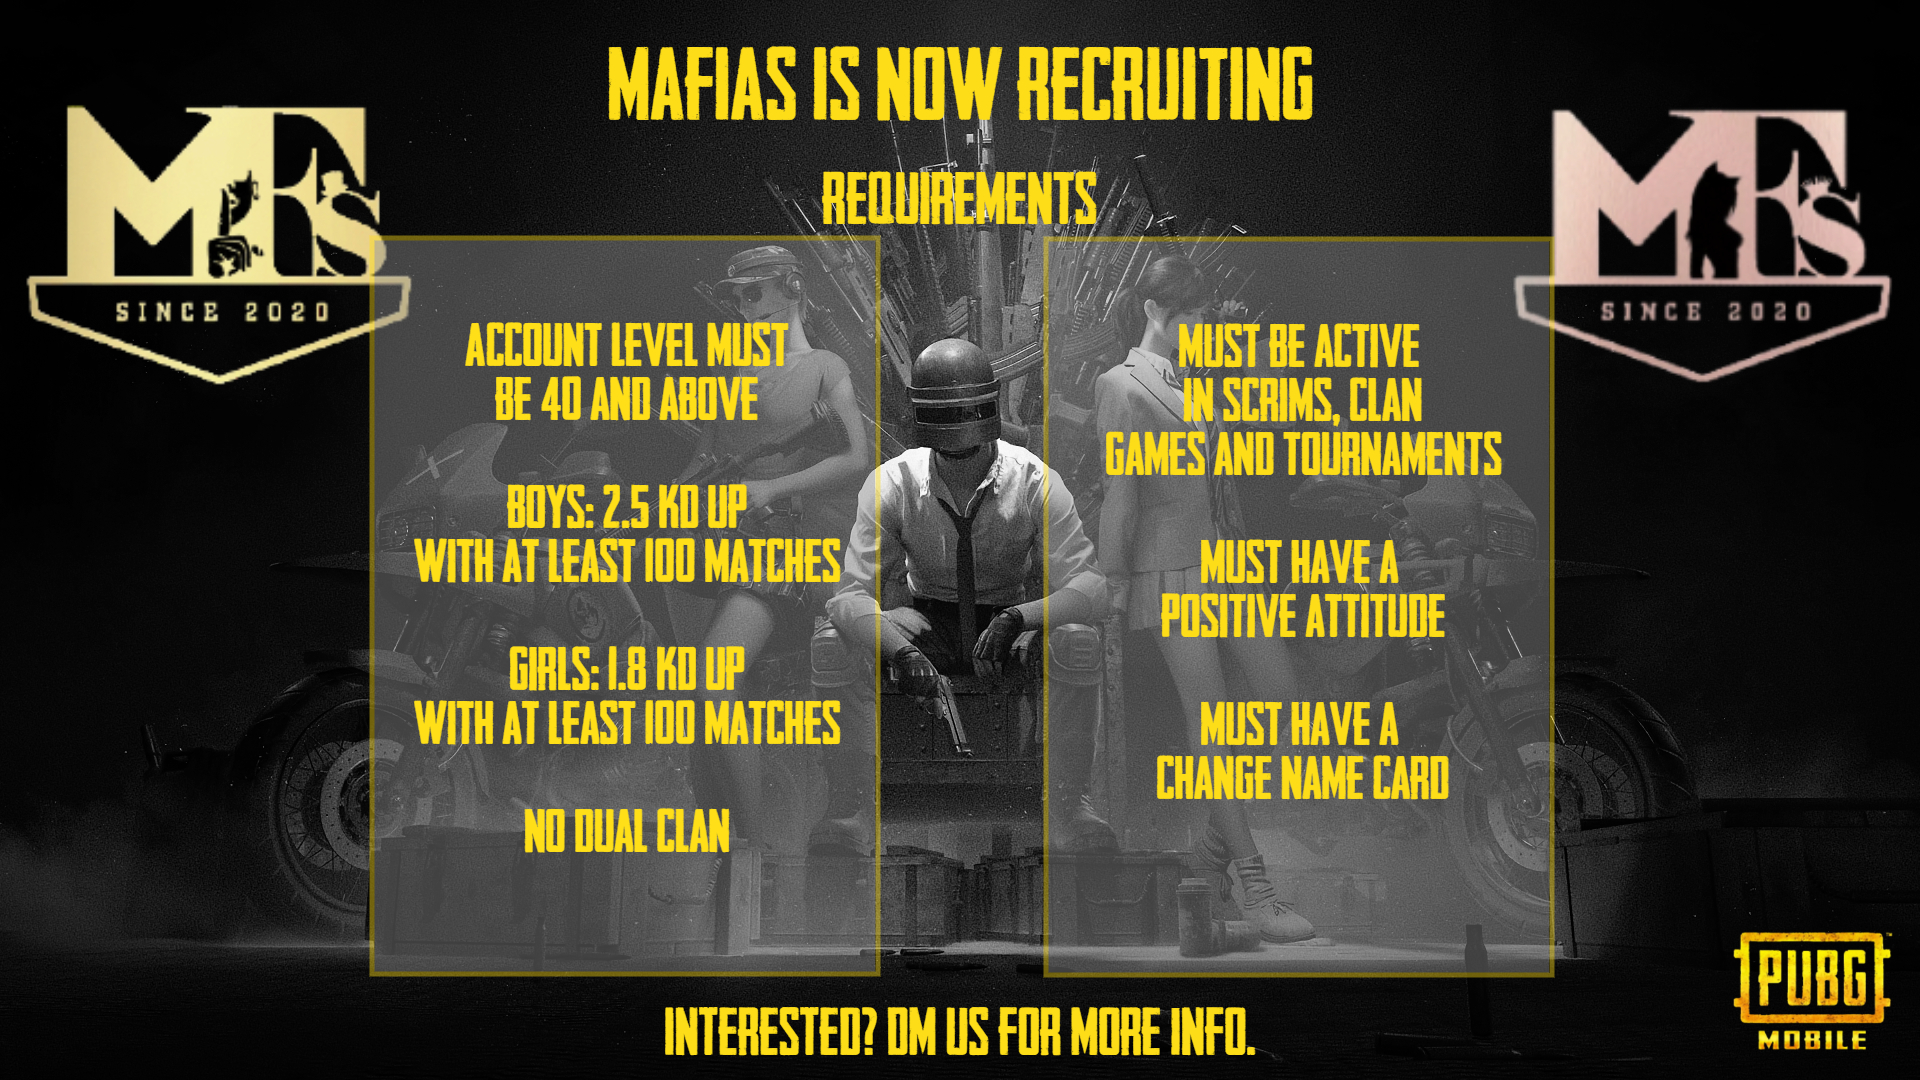 MAFIAS IS NOW RECRUITING
REQUIREMENTS
MFs
SINCE 2020
MFs
SINCE 2020
ACCOUNT LEVEL MUST
BE 40 AND ABOVE
BOYS: 2.5 KD UP
WITH AT LEAST 100 MATCHES
GIRLS: 1.8 KD UP
WITH AT LEAST 100 MATCHES
NO DUAL CLAN
MUST BE ACTIVE
IN SCRIMS, CLAN
GAMES AND TOURNAMENTS
MUST HAVE A
POSITIVE ATTITUDE
MUST HAVE A
CHANGE NAME CARD
INTERESTED? DM US FOR MORE INFO.
PUBG™
MOBILE